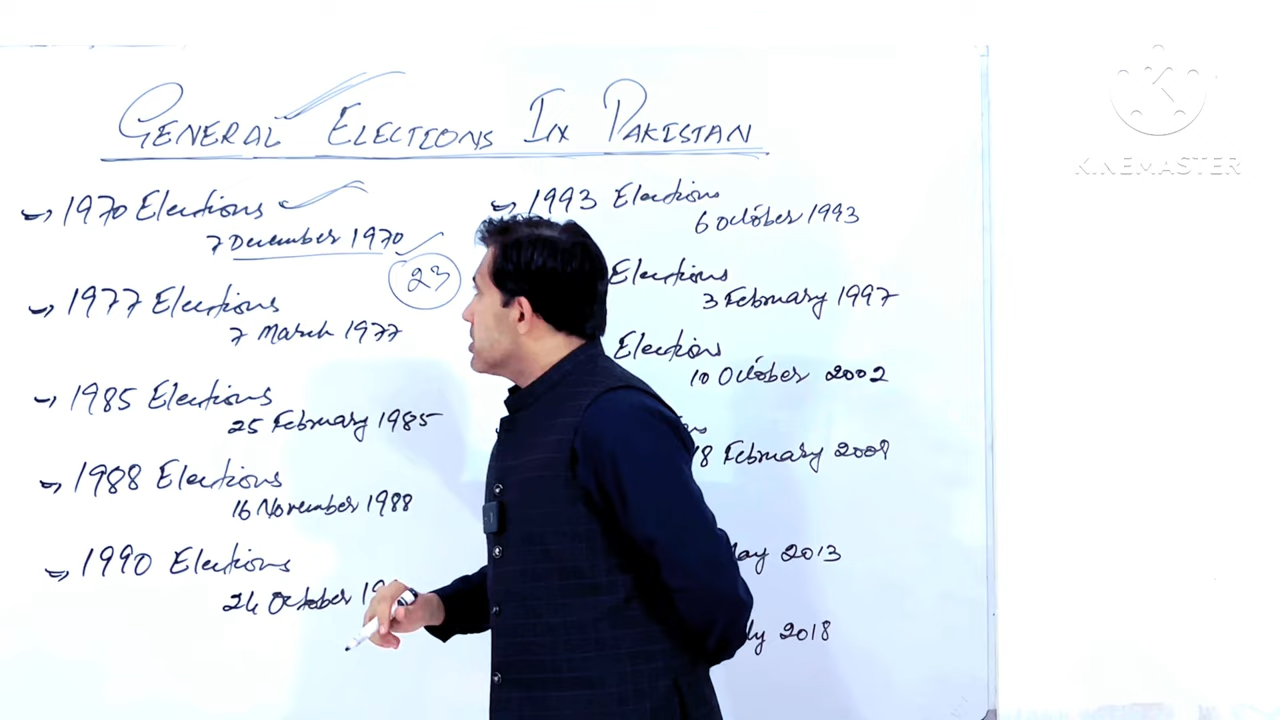 GENERAL ELECTIONS IN PAKISTAN
→ 1970 Elections
7 December 1970
23
→ 1977 Elections
7 March 1977
→ 1985 Elections
25 February 1985
→ 1988 Elections
16 November 1988
→ 1990 Elections
24 October
→ 1993 Elections
6 October 1993
Elections
3 February 1997
Elections
10 October 2002
18 February 2008
2013
2018
KINEMASTER